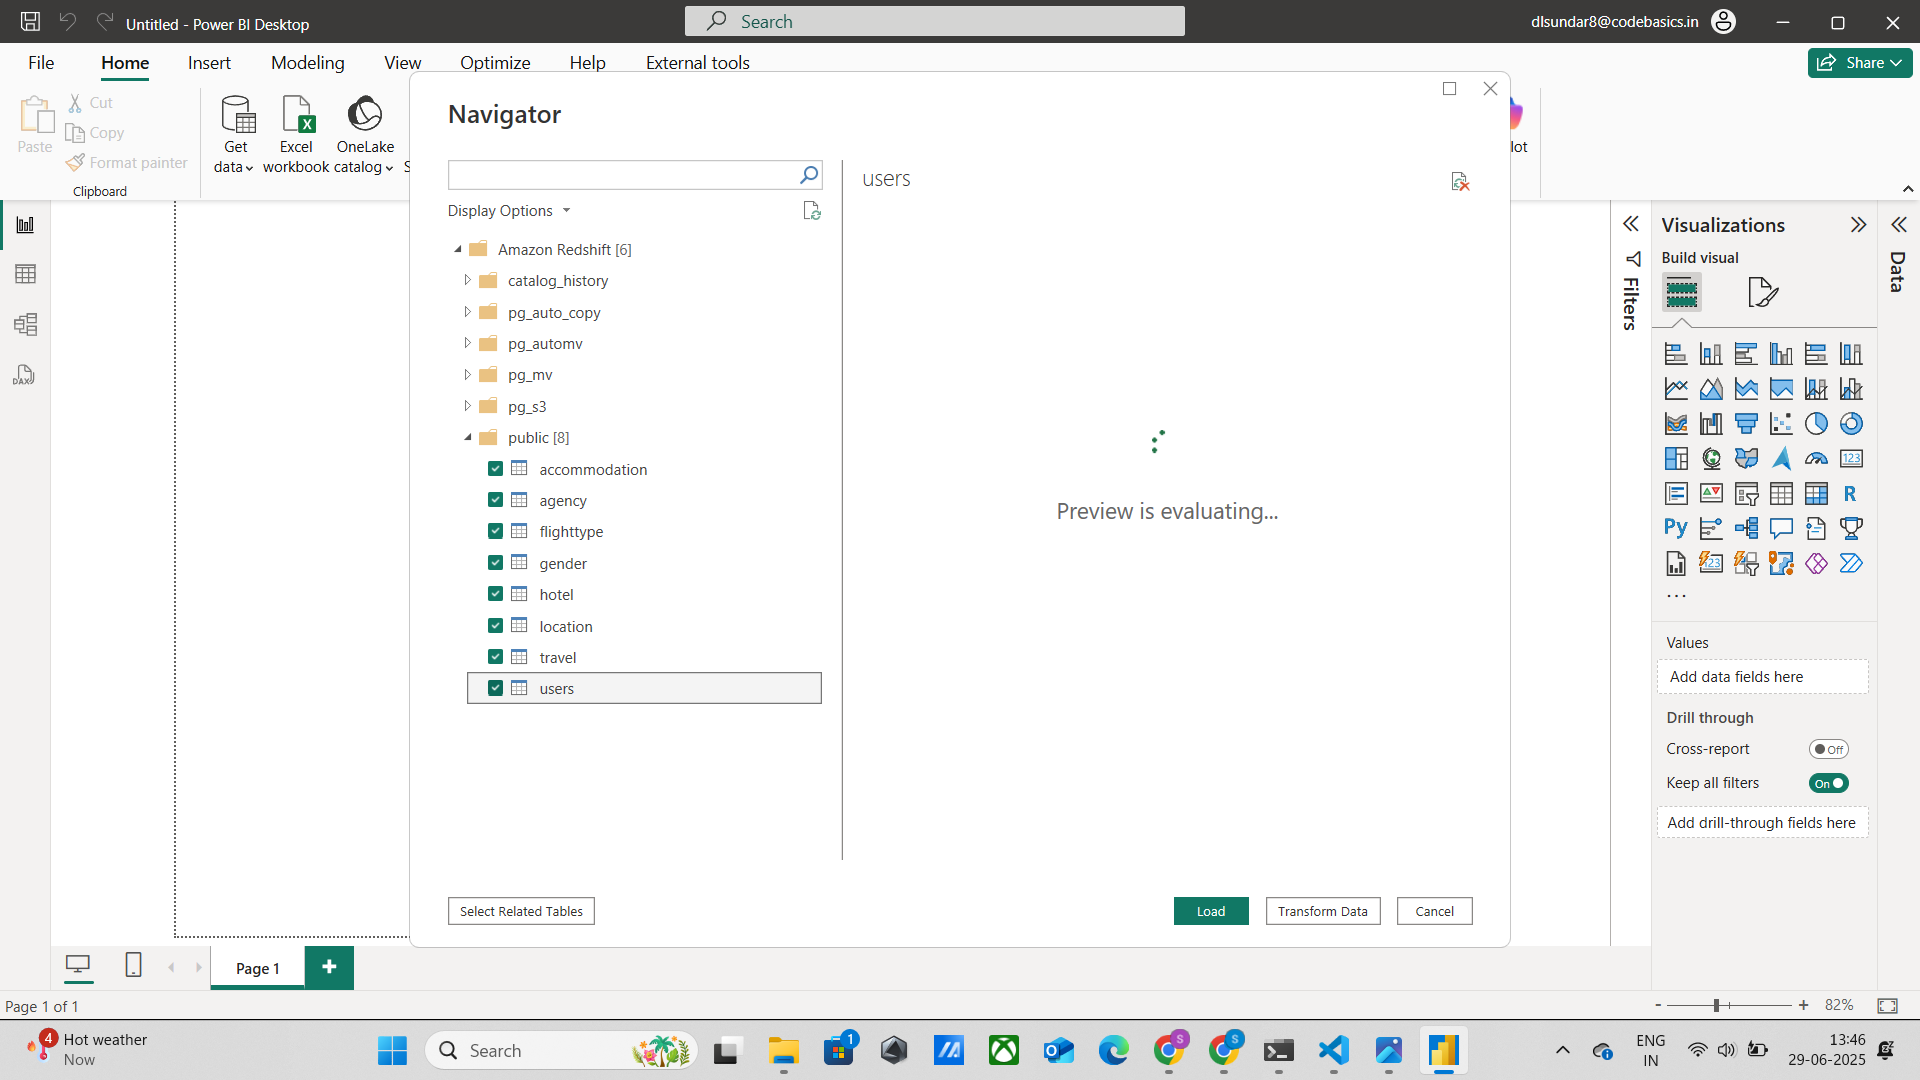 Untitled - Power BI Desktop
Search
dlsundar8@codebasics.in
File Home Insert Modeling View Optimize Help External tools
Share
Paste
Cut
Copy
Format painter
Clipboard
Get data
Excel workbook
OneLake catalog
S
lot
Navigator
Display Options
Amazon Redshift [6]
catalog_history
pg_auto_copy
pg_automv
pg_mv
pg_s3
public [8]
accommodation
agency
flighttype
gender
hotel
location
travel
users
users
Preview is evaluating...
Select Related Tables
Load
Transform Data
Cancel
DAX
Filters
Visualizations
Build visual
123
R
Py
123
...
Values
Add data fields here
Drill through
Cross-report
Off
Keep all filters
On
Add drill-through fields here
Data
Page 1
+
Page 1 of 1
- + 82%
4
Hot weather
Now
Search
1
S
S
ENG
IN
13:46
29-06-2025